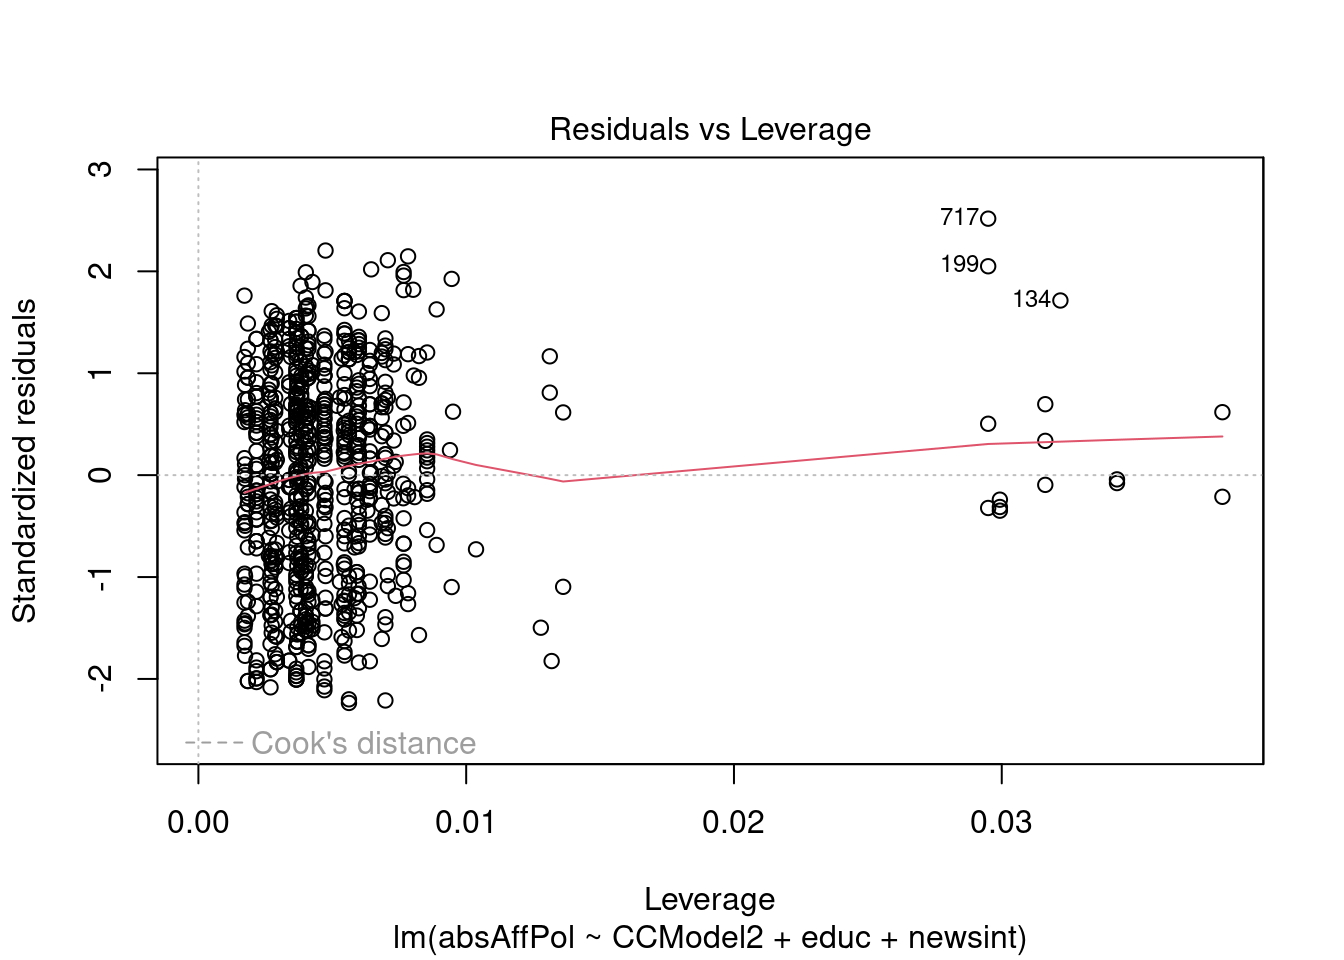 Residuals vs Leverage
Standardized residuals
3
2
1
0
-1
-2
717
199
134
Cook's distance
0.00 0.01 0.02 0.03
Leverage
lm(absAffPol ~ CCModel2 + educ + newsint)